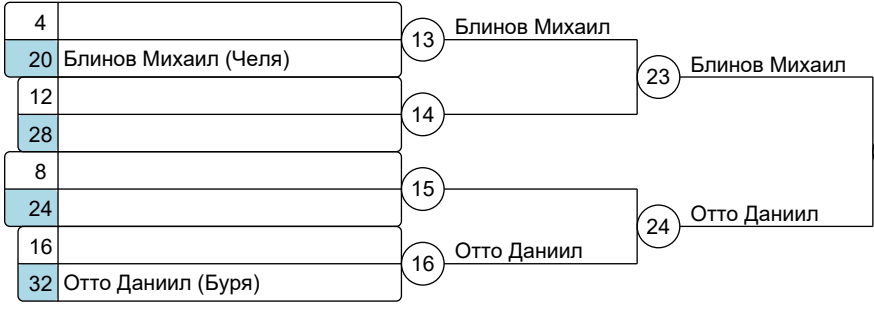 4
20 Блинов Михаил (Челя)
12
28
8
24
16
32 Отто Даниил (Буря)
13 Блинов Михаил
14
15
16 Отто Даниил
23 Блинов Михаил
24 Отто Даниил